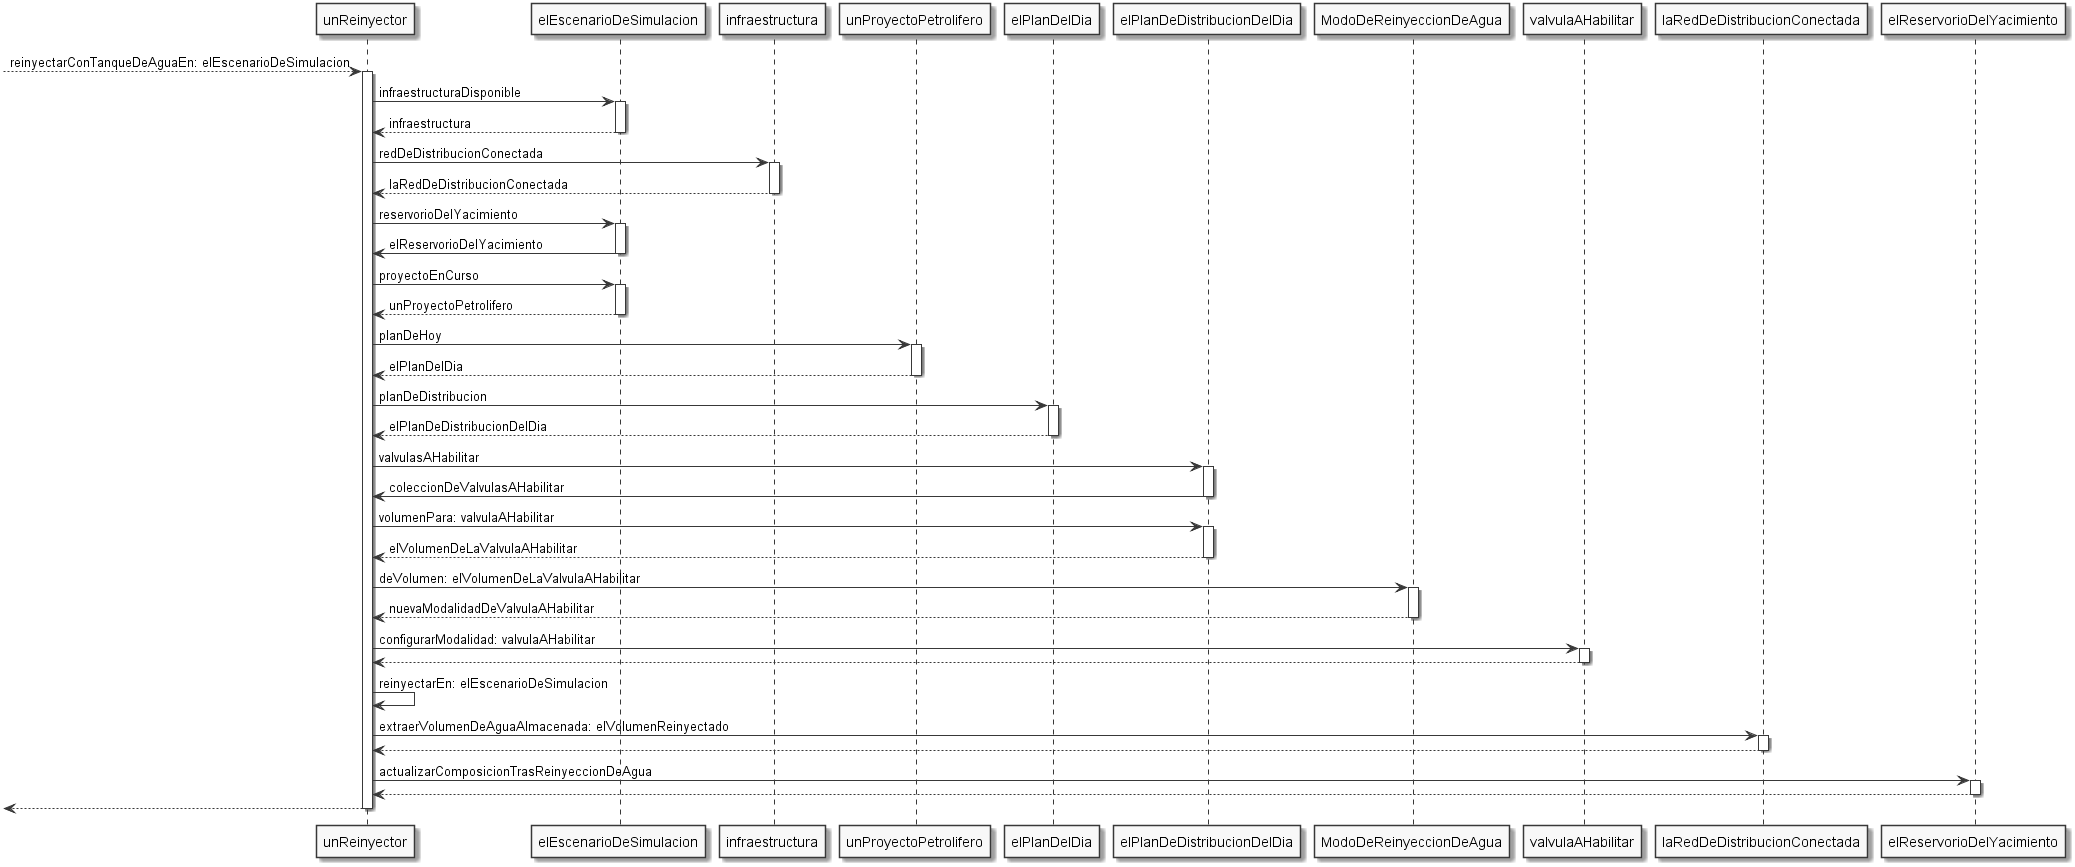 unReinyector
elEscenarioDeSimulacion
infraestructura
unProyectoPetrolifero
elPlanDelDia
elPlanDeDistribucionDelDia
ModoDeReinyeccionDeAgua
valvulaAHabilitar
laRedDeDistribucionConectada
elReservorioDelYacimiento
reinyectarConTanqueDeAguaEn: elEscenarioDeSimulacion
infraestructuraDisponible
infraestructura
redDeDistribucionConectada
laRedDeDistribucionConectada
reservorioDelYacimiento
elReservorioDelYacimiento
proyectoEnCurso
unProyectoPetrolifero
planDeHoy
elPlanDelDia
planDeDistribucion
elPlanDeDistribucionDelDia
valvulasAHabilitar
coleccionDeValvulasAHabilitar
volumenPara: valvulaAHabilitar
elVolumenDeLaValvulaAHabilitar
deVolumen: elVolumenDeLaValvulaAHabilitar
nuevaModalidadDeValvulaAHabilitar
configurarModalidad: valvulaAHabilitar
reinyectarEn: elEscenarioDeSimulacion
extraerVolumenDeAguaAlmacenada: elVolumenReinyectado
actualizarComposicionTrasReinyeccionDeAgua
unReinyector
elEscenarioDeSimulacion
infraestructura
unProyectoPetrolifero
elPlanDelDia
elPlanDeDistribucionDelDia
ModoDeReinyeccionDeAgua
valvulaAHabilitar
laRedDeDistribucionConectada
elReservorioDelYacimiento